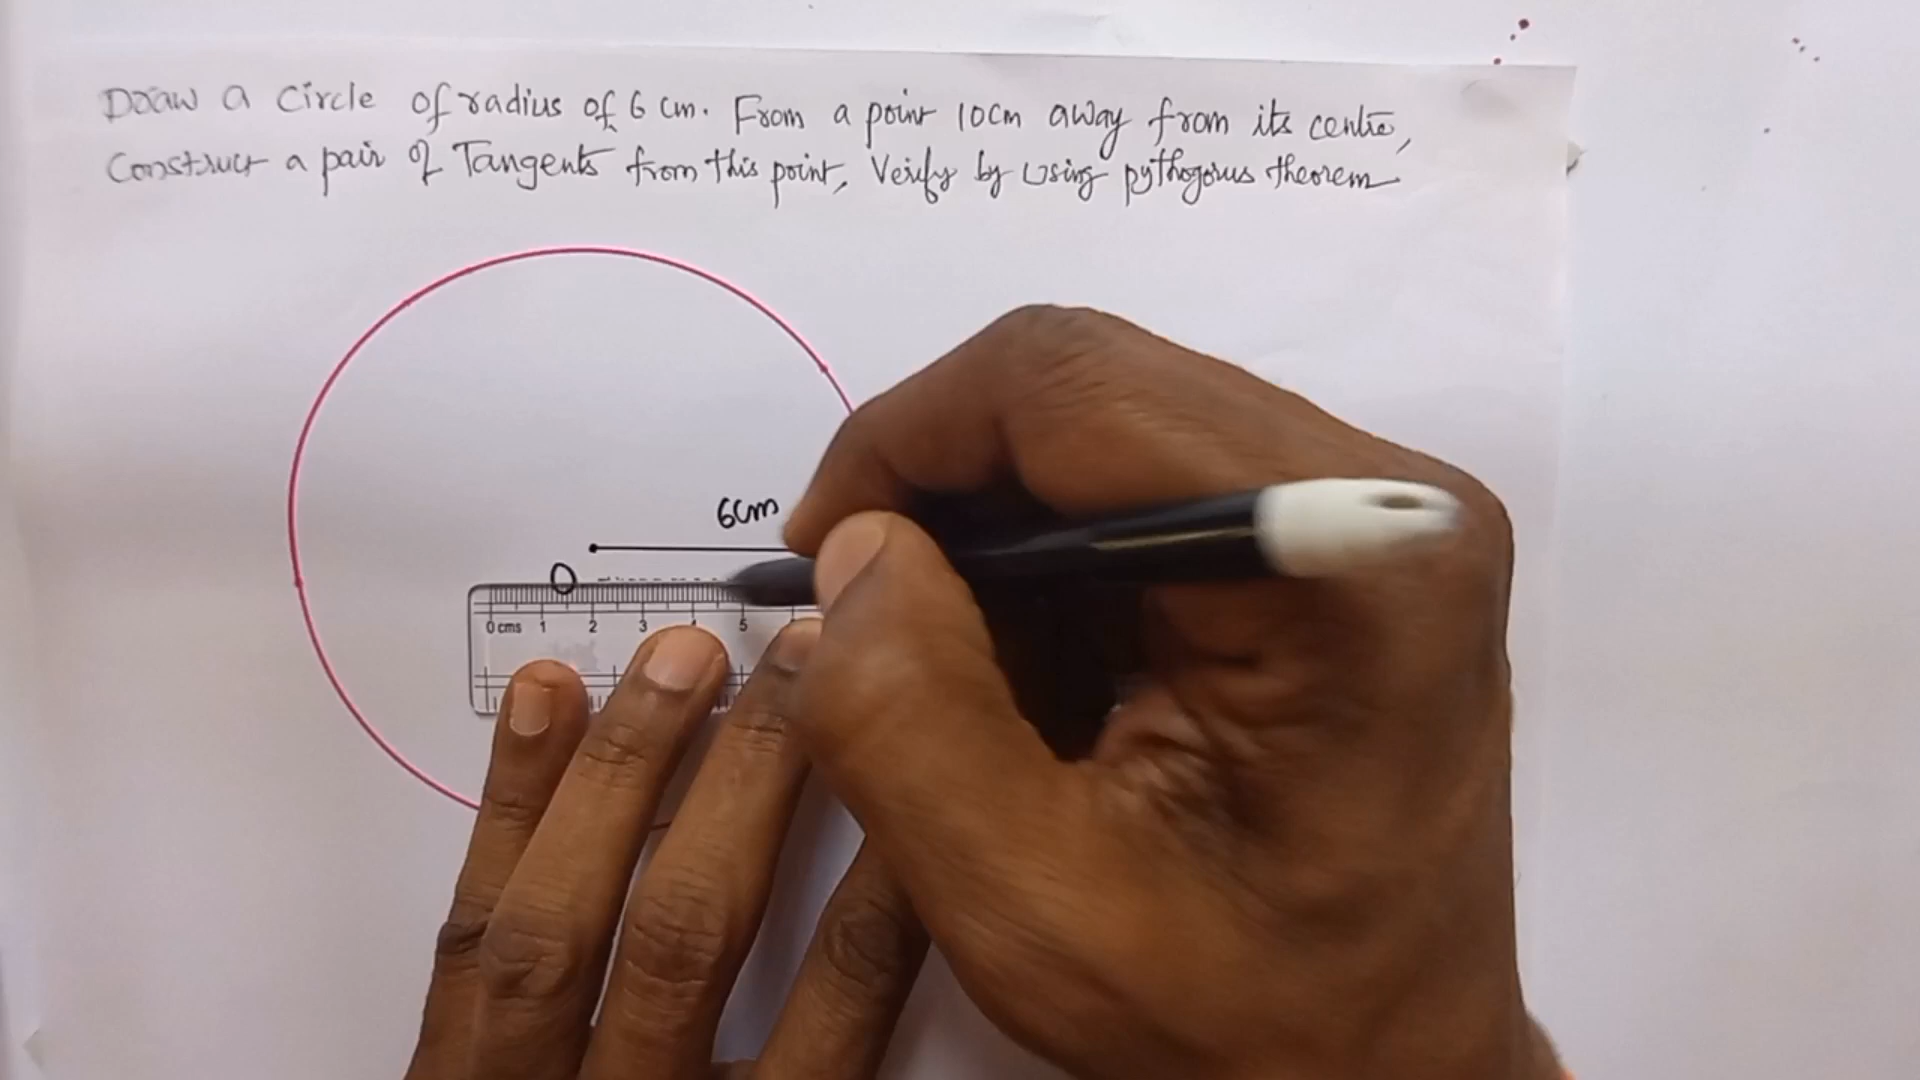 Draw a Circle of radius of 6 cm. From a point 10cm away from its centre,
Construct a pair of Tangents from this point, Verify by Using pythogorus theorem.
6cm
O
0 cms 1 2 3 4 5